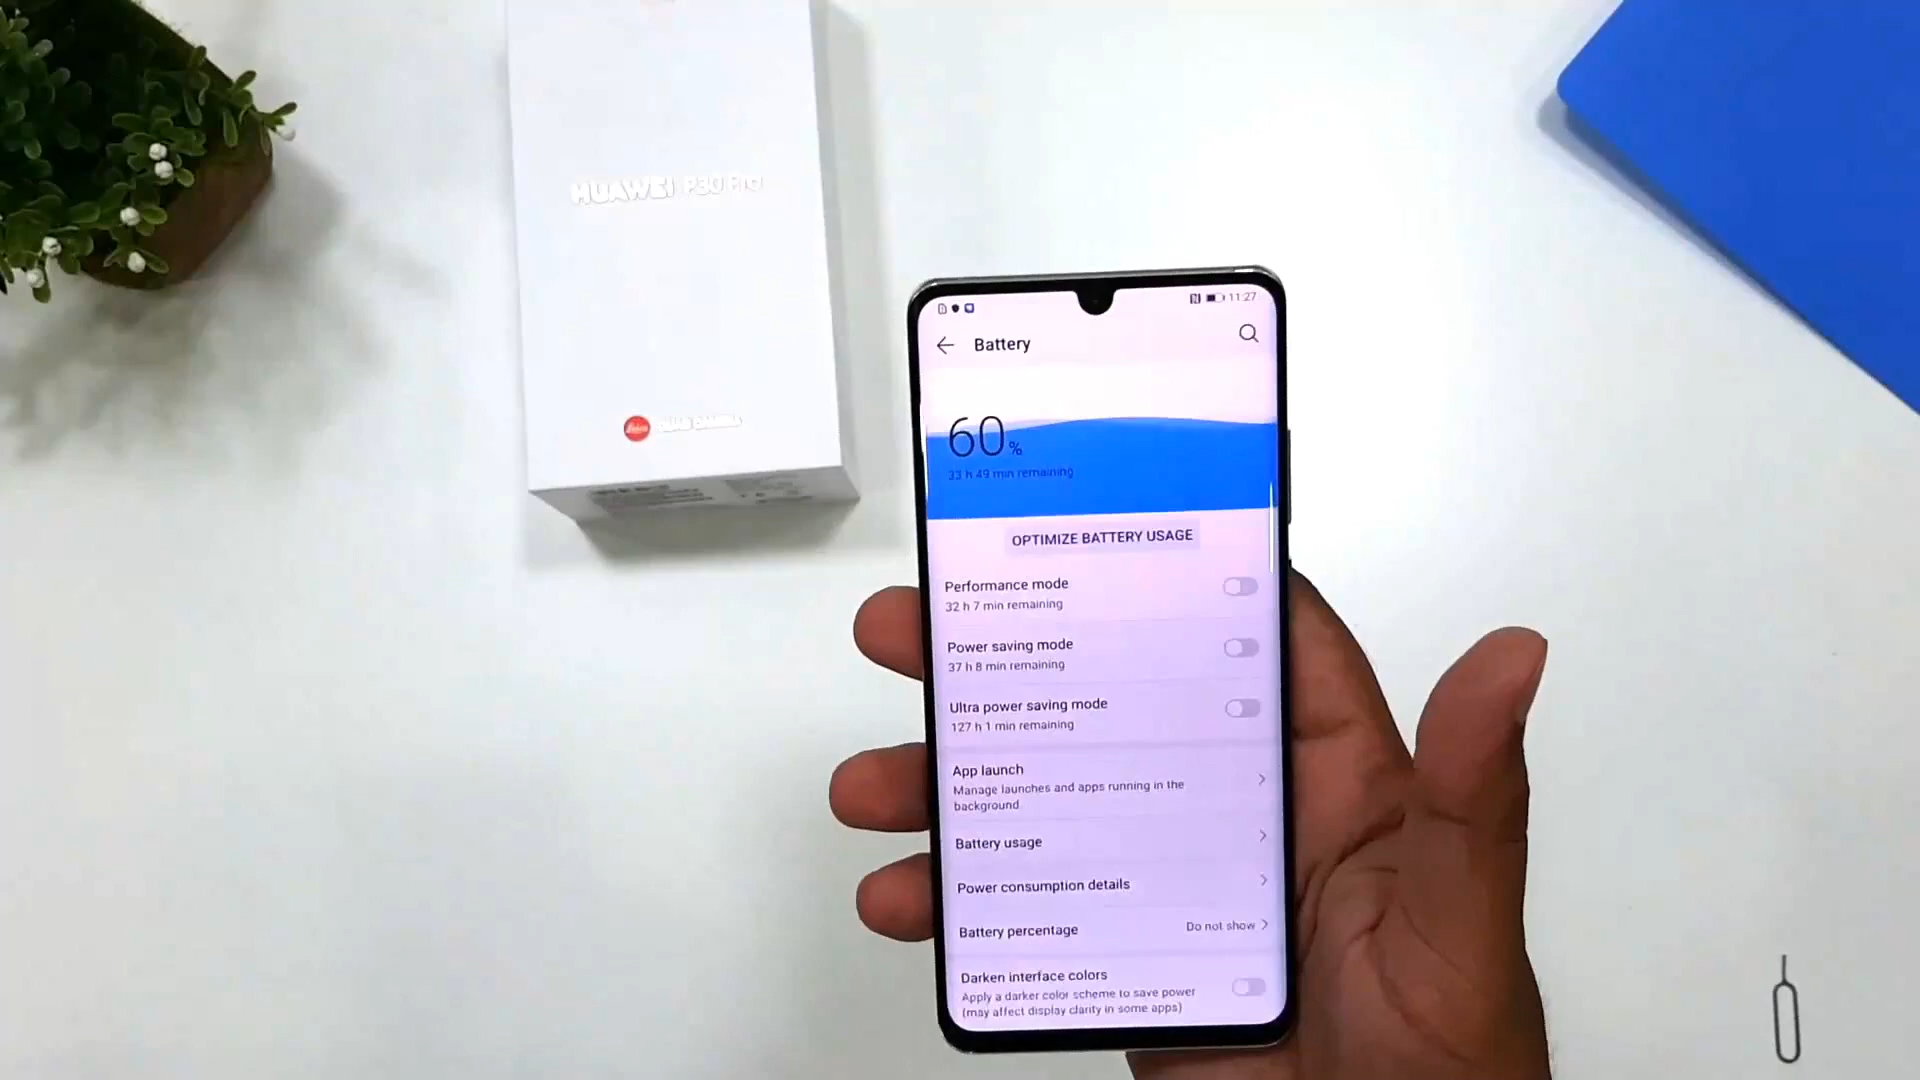 HUAWEI P30 Pro
Leica
11:27
Battery
60%
33 h 49 min remaining
OPTIMIZE BATTERY USAGE
Performance mode
32 h 7 min remaining
Power saving mode
37 h 8 min remaining
Ultra power saving mode
127 h 1 min remaining
App launch
Manage launches and apps running in the
background
Battery usage
Power consumption details
Battery percentage Do not show
Darken interface colors
Apply a darker color scheme to save power
(may affect display clarity in some apps)